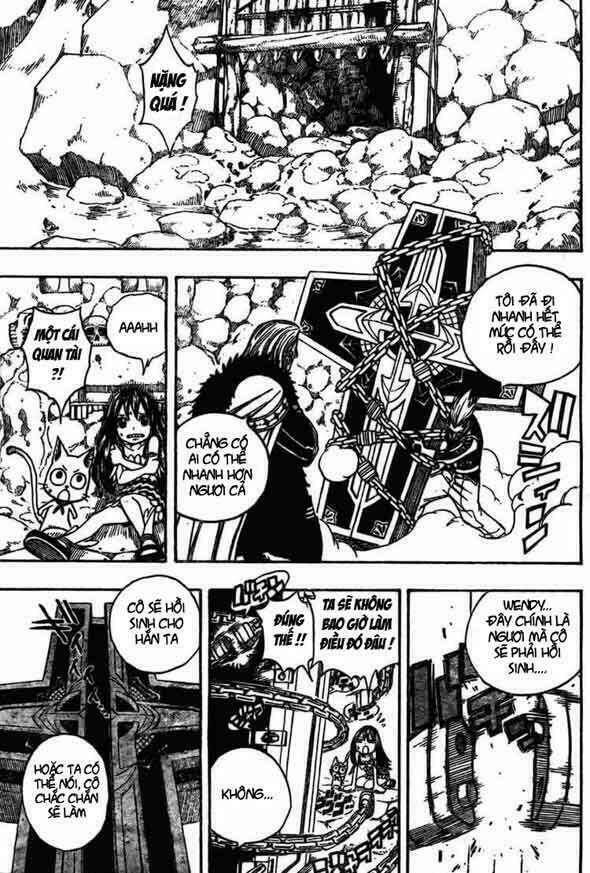 NẶNG
QUÁ !
TÔI ĐÃ ĐI
NHANH HẾT
MỨC CÓ THỂ
RỒI ĐÂY !
CHẲNG CÓ
AI CÓ THỂ
NHANH HƠN
NGƯƠI CẢ
AAAHH
MỘT CÁI
QUAN TÀI
?!
WENDY...
ĐÂY CHÍNH LÀ
NGƯỜI MÀ CÔ
SẼ PHẢI HỒI
SINH....
TA SẼ KHÔNG
BAO GIỜ LÀM
ĐIỀU ĐÓ ĐÂU !
ĐÚNG
THẾ !!
KHÔNG...
CÔ SẼ HỒI
SINH CHO
HẮN TA
HOẶC TA CÓ
THỂ NÓI, CÔ
CHẮC CHẮN
SẼ LÀM